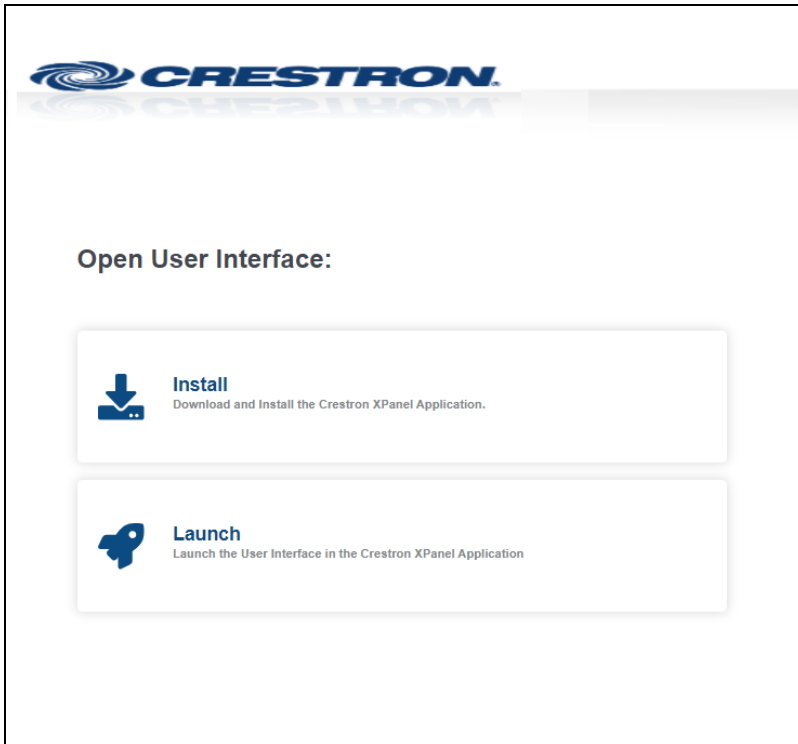 CRESTRON®
Open User Interface:
Install
Download and Install the Crestron XPanel Application.
Launch
Launch the User Interface in the Crestron XPanel Application